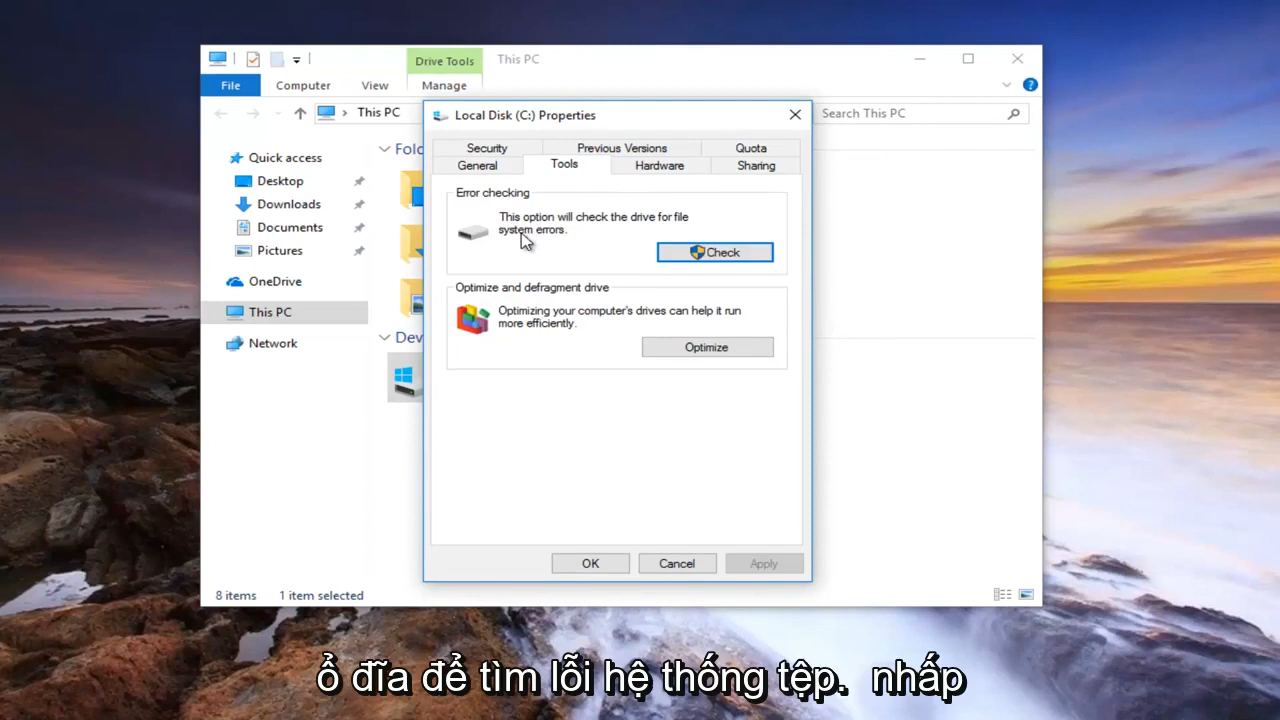 Drive Tools
This PC
File
Computer
View
Manage
This PC
Search This PC
Quick access
Desktop
Downloads
Documents
Pictures
OneDrive
This PC
Network
Fol
Dev
8 items
1 item selected
Local Disk (C:) Properties
Security
Previous Versions
Quota
General
Tools
Hardware
Sharing
Error checking
This option will check the drive for file
system errors.
Check
Optimize and defragment drive
Optimizing your computer's drives can help it run
more efficiently.
Optimize
OK
Cancel
Apply
ổ đĩa để tìm lỗi hệ thống tệp. nhấp